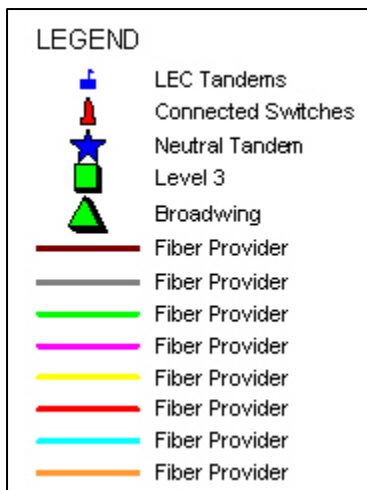 LEGEND
LEC Tandems
Connected Switches
Neutral Tandem
Level 3
Broadwing
Fiber Provider
Fiber Provider
Fiber Provider
Fiber Provider
Fiber Provider
Fiber Provider
Fiber Provider
Fiber Provider